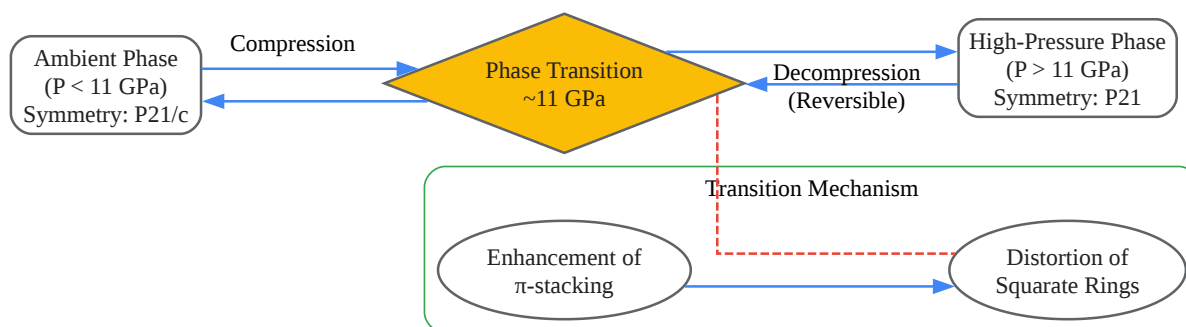 Ambient Phase
(P < 11 GPa)
Symmetry: P21/c
Compression
Phase Transition
~11 GPa
Decompression
(Reversible)
High-Pressure Phase
(P > 11 GPa)
Symmetry: P21
Transition Mechanism
Enhancement of
π-stacking
Distortion of
Squarate Rings